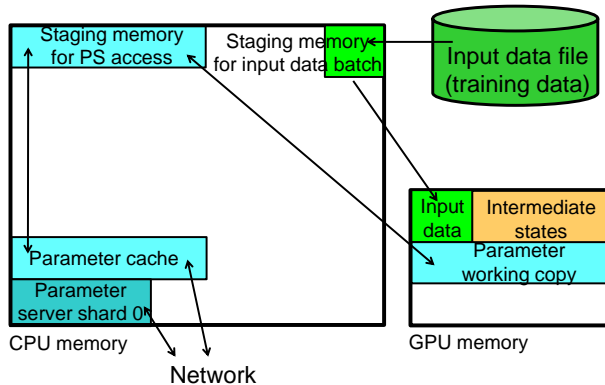 Staging memory
for PS access
Staging memory
for input data batch
Input data file
(training data)
Input
data
Intermediate
states
Parameter cache
Parameter
working copy
Parameter
server shard 0
CPU memory
GPU memory
Network